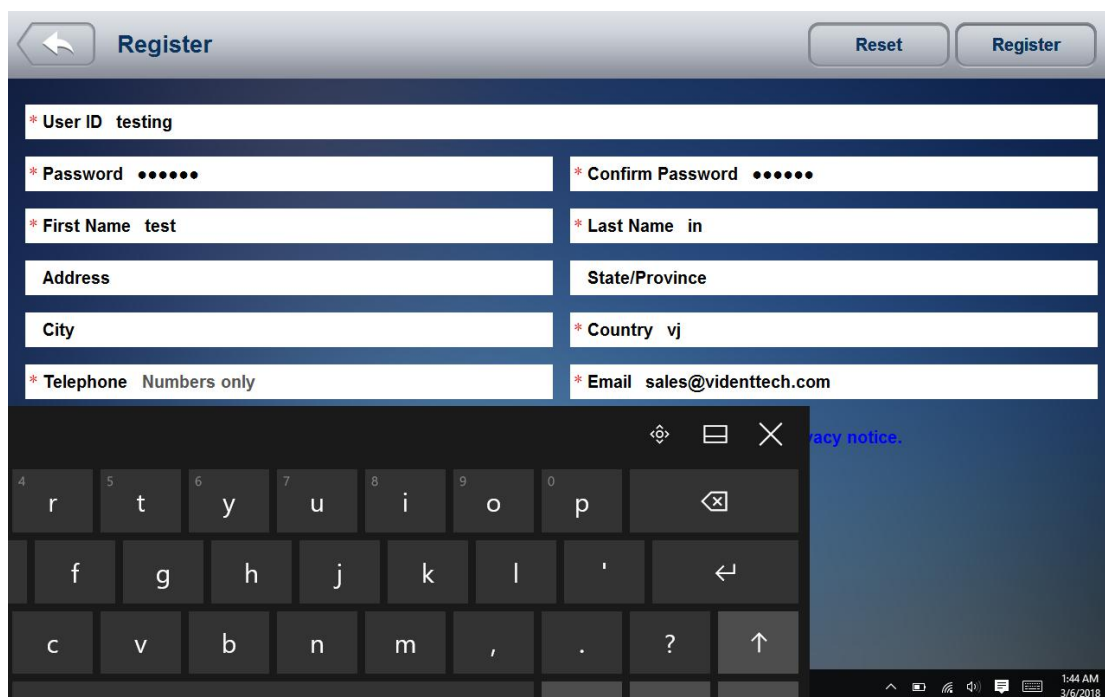 Register Reset Register
* User ID testing
* Password ●●●●●● * Confirm Password ●●●●●●
* First Name test * Last Name in
Address State/Province
City * Country vj
* Telephone Numbers only * Email sales@videnttech.com
notice.
4 r 5 t 6 y 7 u 8 i 9 o 0 p
f g h j k l '
c v b n m , . ?
1:44 AM
3/6/2018